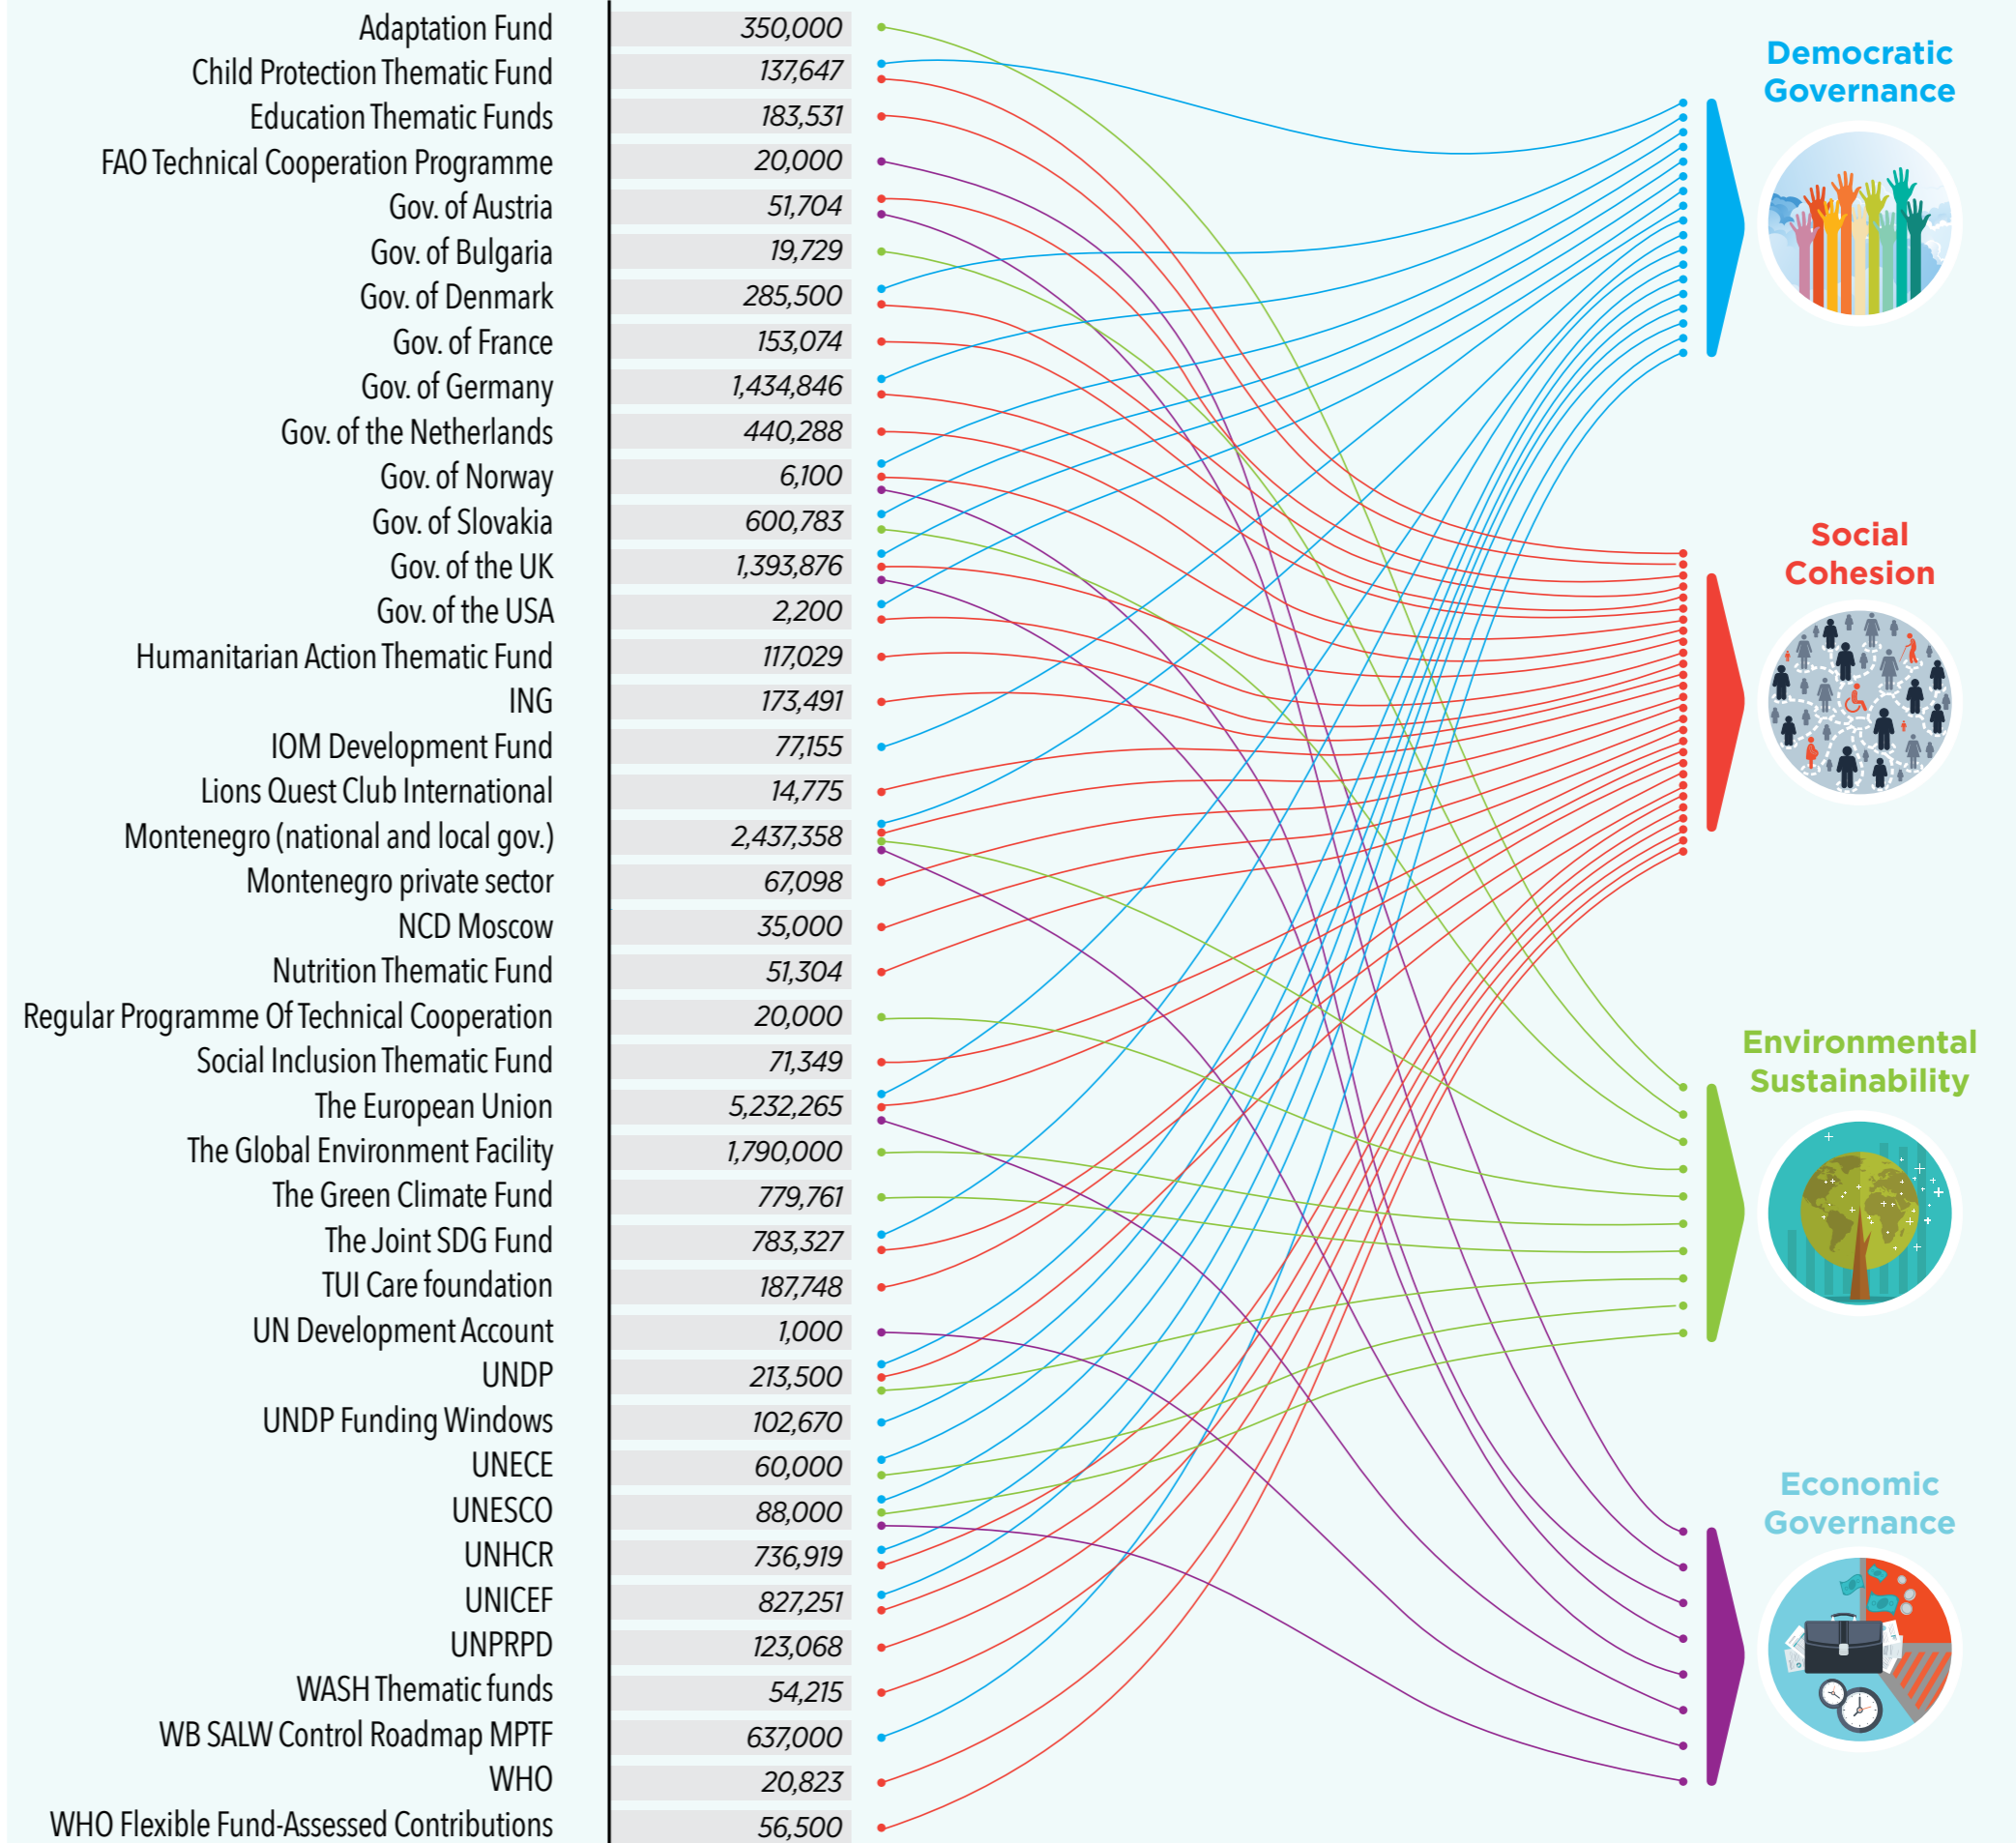 Adaptation Fund 350,000
Child Protection Thematic Fund 137,647
Education Thematic Funds 183,531
FAO Technical Cooperation Programme 20,000
Gov. of Austria 51,704
Gov. of Bulgaria 19,729
Gov. of Denmark 285,500
Gov. of France 153,074
Gov. of Germany 1,434,846
Gov. of the Netherlands 440,288
Gov. of Norway 6,100
Gov. of Slovakia 600,783
Gov. of the UK 1,393,876
Gov. of the USA 2,200
Humanitarian Action Thematic Fund 117,029
ING 173,491
IOM Development Fund 77,155
Lions Quest Club International 14,775
Montenegro (national and local gov.) 2,437,358
Montenegro private sector 67,098
NCD Moscow 35,000
Nutrition Thematic Fund 51,304
Regular Programme Of Technical Cooperation 20,000
Social Inclusion Thematic Fund 71,349
The European Union 5,232,265
The Global Environment Facility 1,790,000
The Green Climate Fund 779,761
The Joint SDG Fund 783,327
TUI Care foundation 187,748
UN Development Account 1,000
UNDP 213,500
UNDP Funding Windows 102,670
UNECE 60,000
UNESCO 88,000
UNHCR 736,919
UNICEF 827,251
UNPRPD 123,068
WASH Thematic funds 54,215
WB SALW Control Roadmap MPTF 637,000
WHO 20,823
WHO Flexible Fund-Assessed Contributions 56,500
Democratic
Governance
Social
Cohesion
Environmental
Sustainability
Economic
Governance